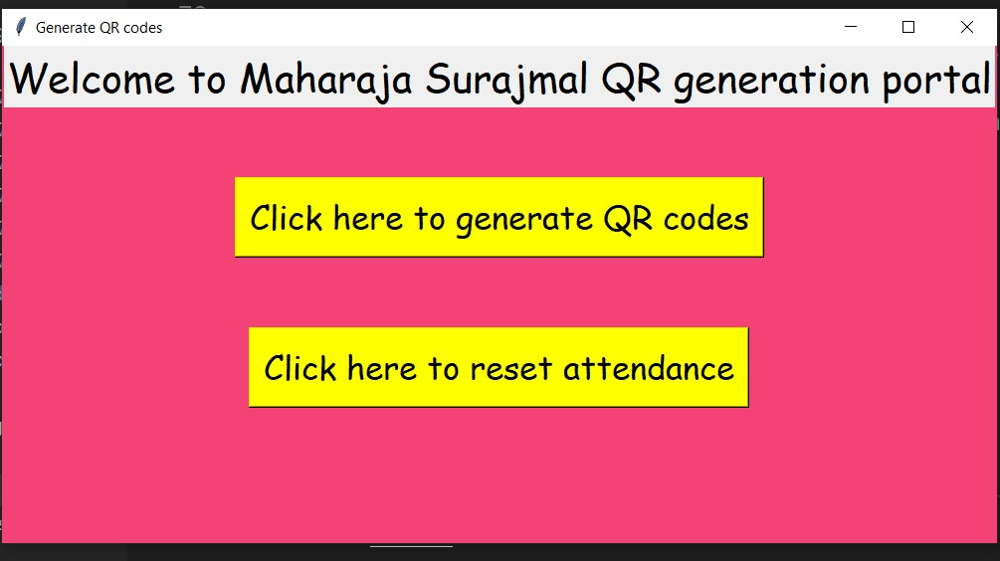 Generate QR codes
Welcome to Maharaja Surajmal QR generation portal
Click here to generate QR codes
Click here to reset attendance